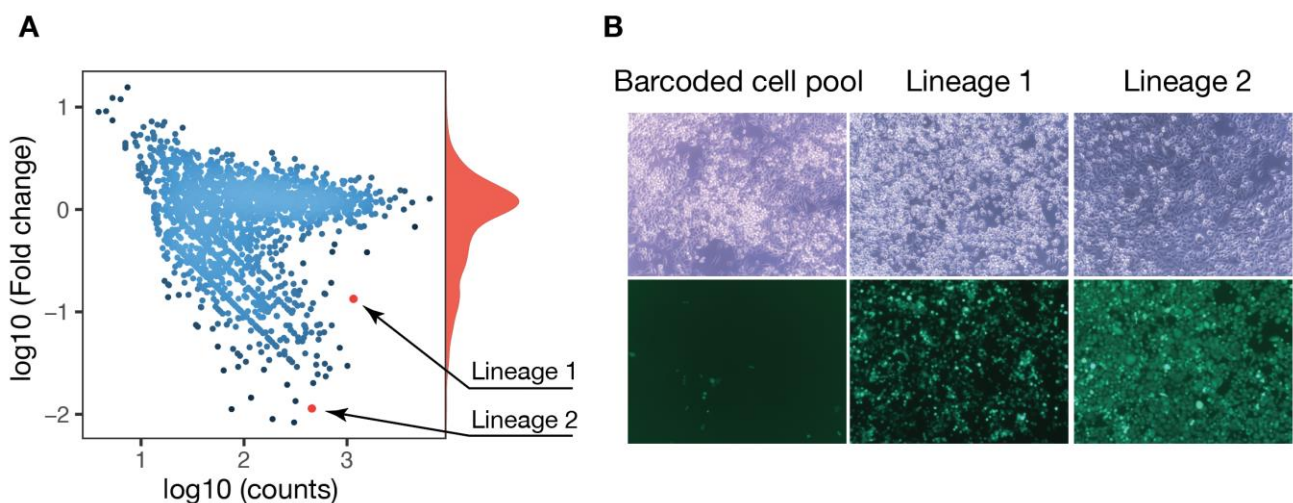 A
log10 (Fold change)
1
0
−1
−2
1 2 3
log10 (counts)
Lineage 1
Lineage 2
B
Barcoded cell pool Lineage 1 Lineage 2